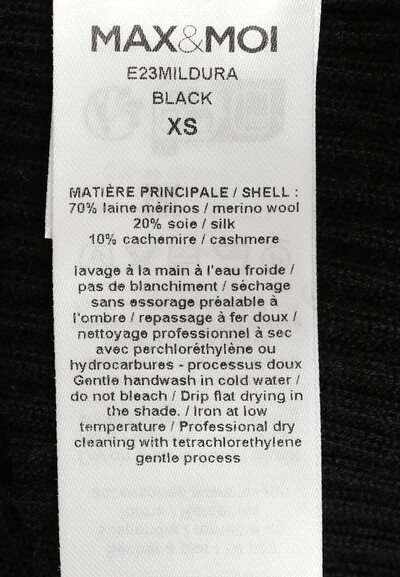 MAX&MOI
E23MILDURA
BLACK
XS
MATIÈRE PRINCIPALE / SHELL :
70% laine mérinos / merino wool
20% soie / silk
10% cachemire / cashmere
lavage à la main à l'eau froide /
pas de blanchiment / séchage
sans essorage préalable à
l'ombre / repassage à fer doux /
nettoyage professionnel à sec
avec perchloréthylène ou
hydrocarbures - processus doux
Gentle handwash in cold water /
do not bleach / Drip flat drying in
the shade. / Iron at low
temperature / Professional dry
cleaning with tetrachlorethylene
gentle process